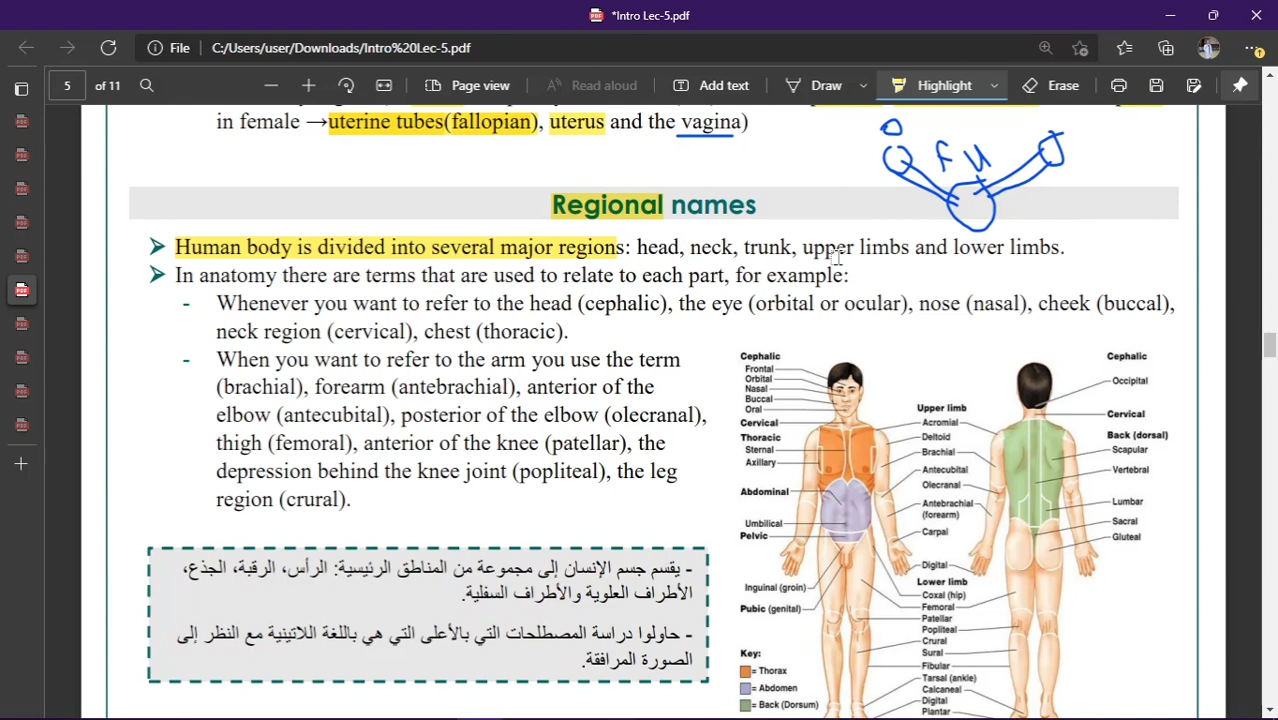 *Intro Lec-5.pdf
File C:/Users/user/Downloads/Intro%20Lec-5.pdf
5 of 11 Page view Read aloud Add text Draw Highlight Erase
in female →uterine tubes(fallopian), uterus and the vagina)
O F U
Regional names
➤ Human body is divided into several major regions: head, neck, trunk, upper limbs and lower limbs.
➤ In anatomy there are terms that are used to relate to each part, for example:
- Whenever you want to refer to the head (cephalic), the eye (orbital or ocular), nose (nasal), cheek (buccal),
neck region (cervical), chest (thoracic).
- When you want to refer to the arm you use the term
(brachial), forearm (antebrachial), anterior of the
elbow (antecubital), posterior of the elbow (olecranal),
thigh (femoral), anterior of the knee (patellar), the
depression behind the knee joint (popliteal), the leg
region (crural).
- يقسم جسم الإنسان إلى مجموعة من المناطق الرئيسية: الرأس، الرقبة، الجذع،
الأطراف العلوية والأطراف السفلية.
- حاولوا دراسة المصطلحات التي بالأعلى التي هي باللغة اللاتينية مع النظر إلى
الصورة المرافقة.
Cephalic
Frontal
Orbital
Nasal
Buccal
Oral
Cervical
Thoracic
Sternal
Axillary
Abdominal
Umbilical
Pelvic
Inguinal (groin)
Pubic (genital)
Key:
= Thorax
= Abdomen
= Back (Dorsum)
Upper limb
Acromial
Deltoid
Brachial
Antecubital
Olecranal
Antebrachial
(forearm)
Carpal
Digital
Lower limb
Coxal (hip)
Femoral
Patellar
Popliteal
Crural
Sural
Fibular
Tarsal (ankle)
Calcaneal
Digital
Plantar
Cephalic
Occipital
Cervical
Back (dorsal)
Scapular
Vertebral
Lumbar
Sacral
Gluteal